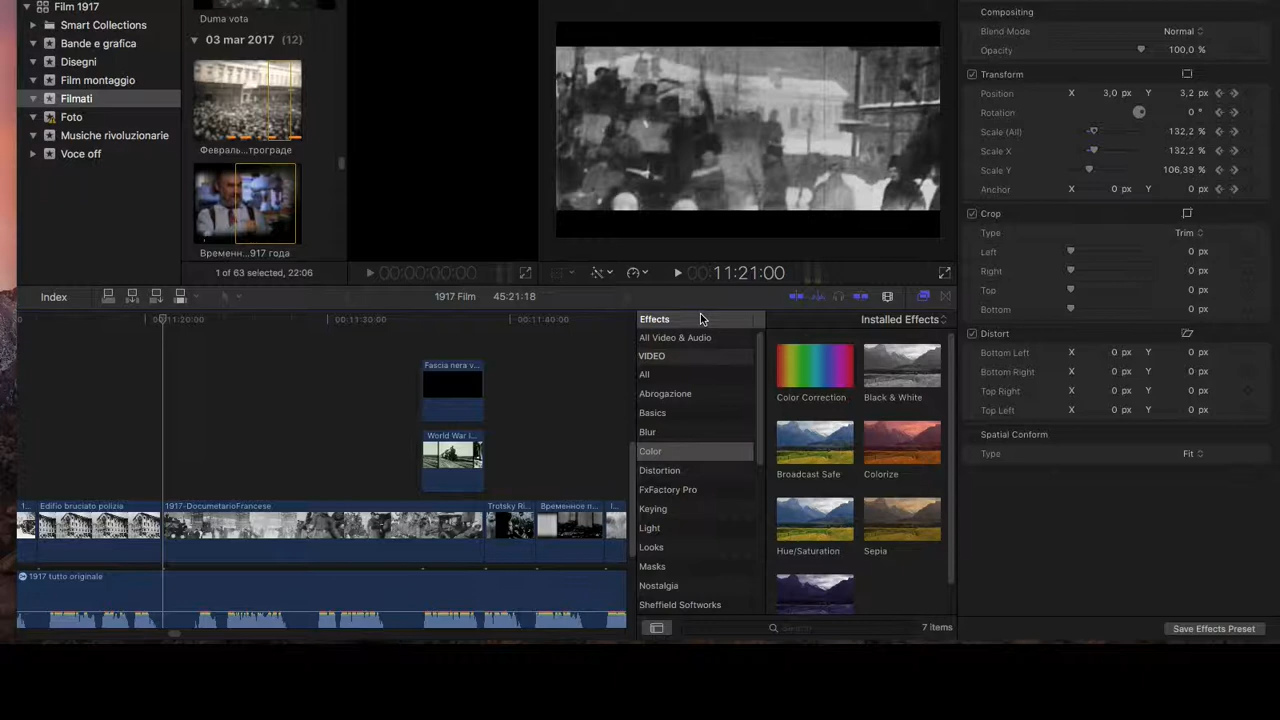 Film 1917
Smart Collections
Bande e grafica
Disegni
Film montaggio
Filmati
Foto
Musiche rivoluzionarie
Voce off
Duma vota
03 mar 2017 (12)
Февраль...трограде
Временн...917 года
1 of 63 selected, 22:06
00:00:00:00
00:11:21:00
Compositing
Blend Mode Normal
Opacity 100,0 %
Transform
Position X 3,0 px Y 3,2 px
Rotation 0 °
Scale (All) 132,2 %
Scale X 132,2 %
Scale Y 106,39 %
Anchor X 0 px Y 0 px
Crop
Type Trim
Left 0 px
Right 0 px
Top 0 px
Bottom 0 px
Distort
Bottom Left X 0 px Y 0 px
Bottom Right X 0 px Y 0 px
Top Right X 0 px Y 0 px
Top Left X 0 px Y 0 px
Spatial Conform
Type Fit
Save Effects Preset
Index
1917 Film 45:21:18
00:11:20:00 00:11:30:00 00:11:40:00
Fascia nera v...
World War I...
1... Edifio bruciato polizia 1917-DocumetarioFrancese Trotsky Ri... Временное п... I...
1917 tutto originale
Effects
All Video & Audio
VIDEO
All
Abrogazione
Basics
Blur
Color
Distortion
FxFactory Pro
Keying
Light
Looks
Masks
Nostalgia
Sheffield Softworks
Installed Effects
Color Correction Black & White
Broadcast Safe Colorize
Hue/Saturation Sepia
Search
7 items